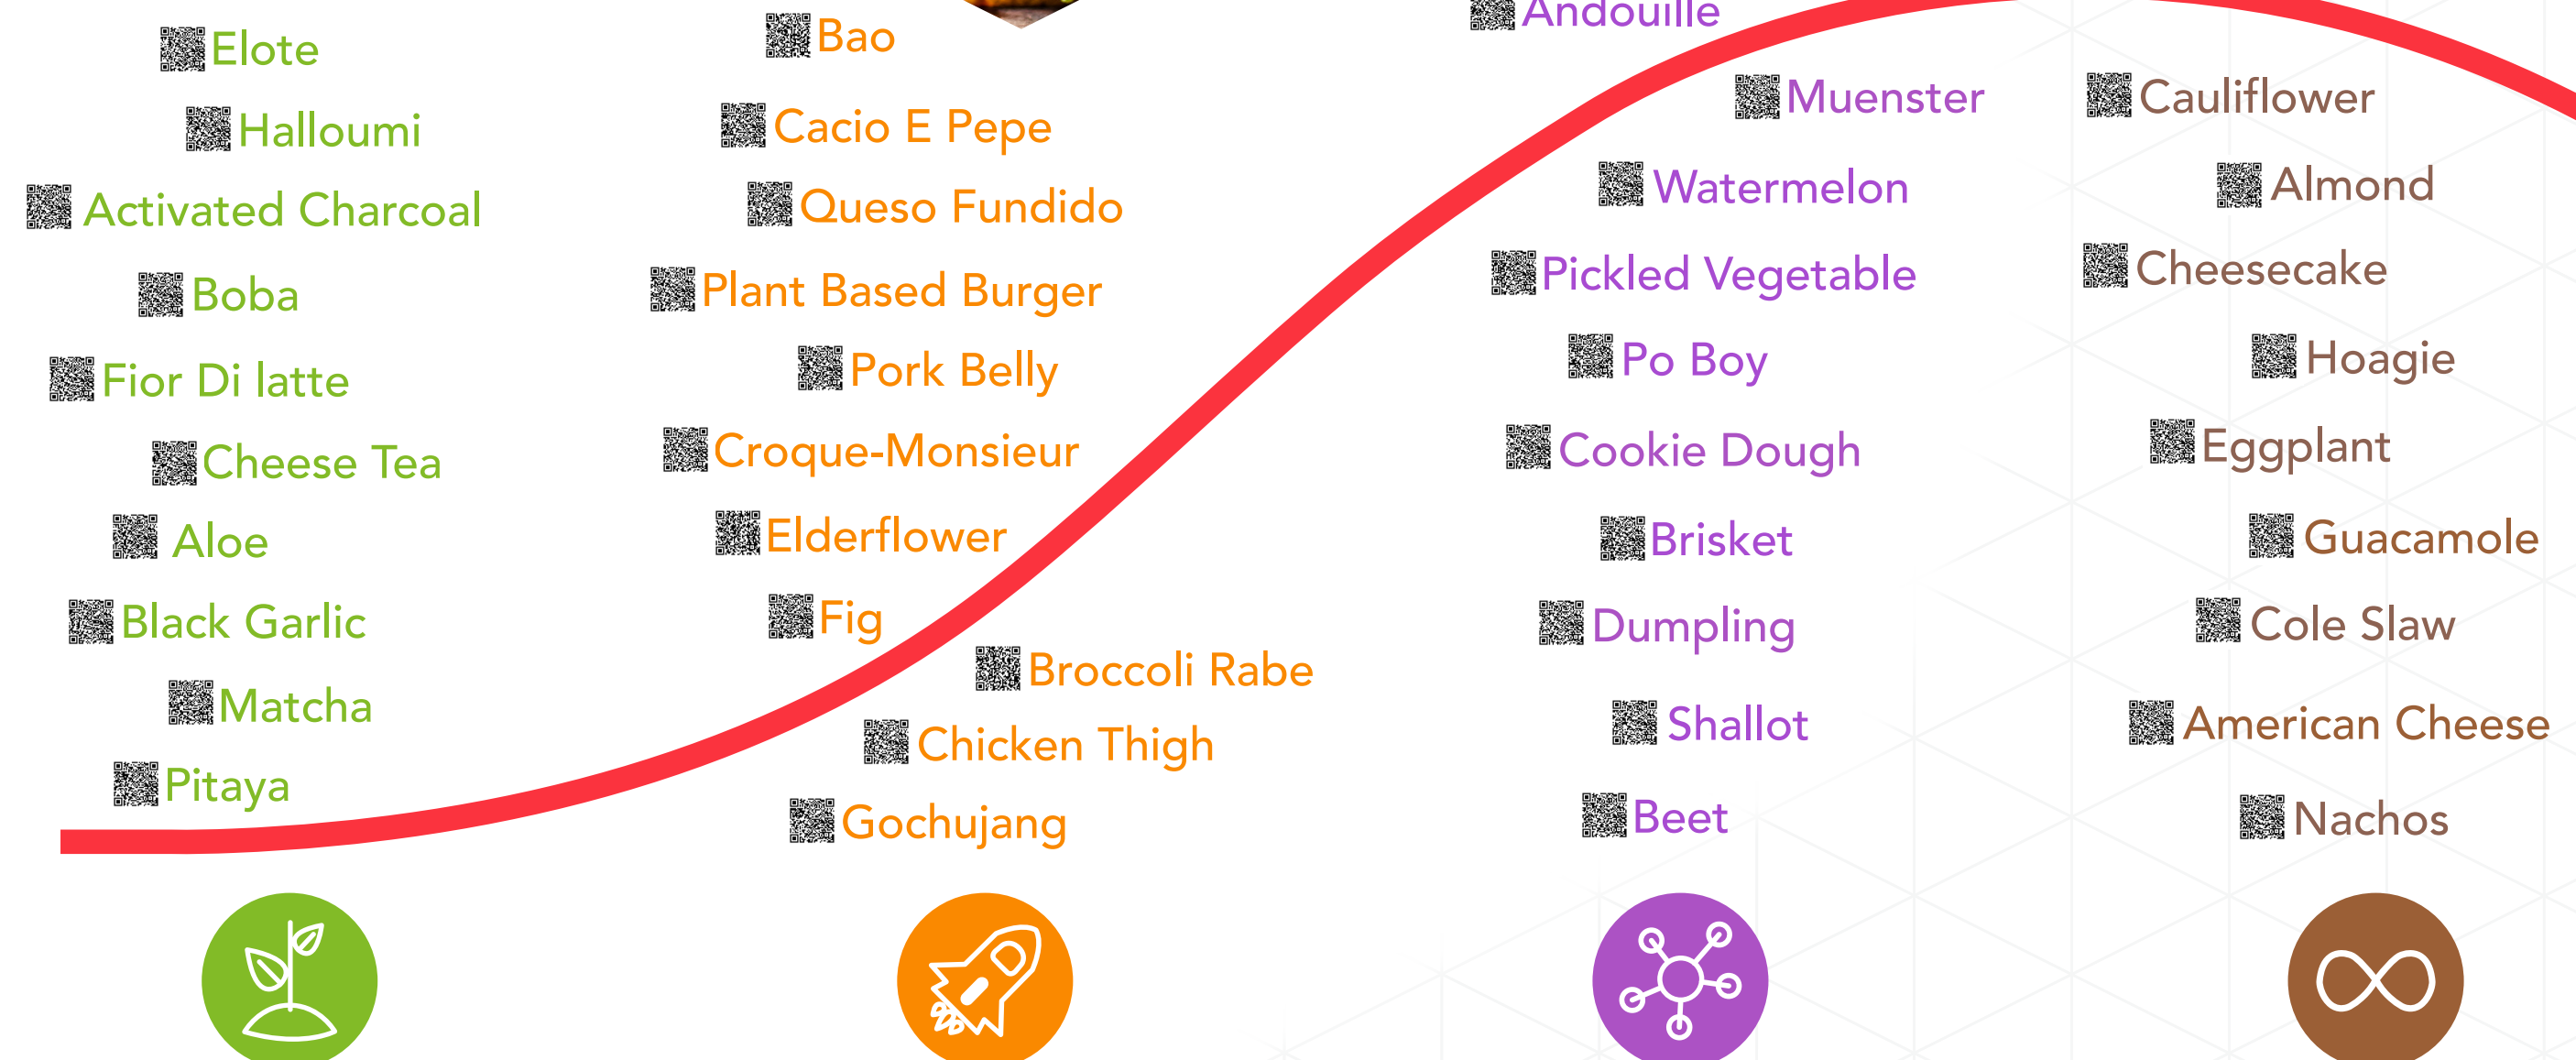 Elote
Halloumi
Activated Charcoal
Boba
Fior Di latte
Cheese Tea
Aloe
Black Garlic
Matcha
Pitaya
Bao
Cacio E Pepe
Queso Fundido
Plant Based Burger
Pork Belly
Croque-Monsieur
Elderflower
Fig
Broccoli Rabe
Chicken Thigh
Gochujang
Andouille
Muenster
Watermelon
Pickled Vegetable
Po Boy
Cookie Dough
Brisket
Dumpling
Shallot
Beet
Cauliflower
Almond
Cheesecake
Hoagie
Eggplant
Guacamole
Cole Slaw
American Cheese
Nachos